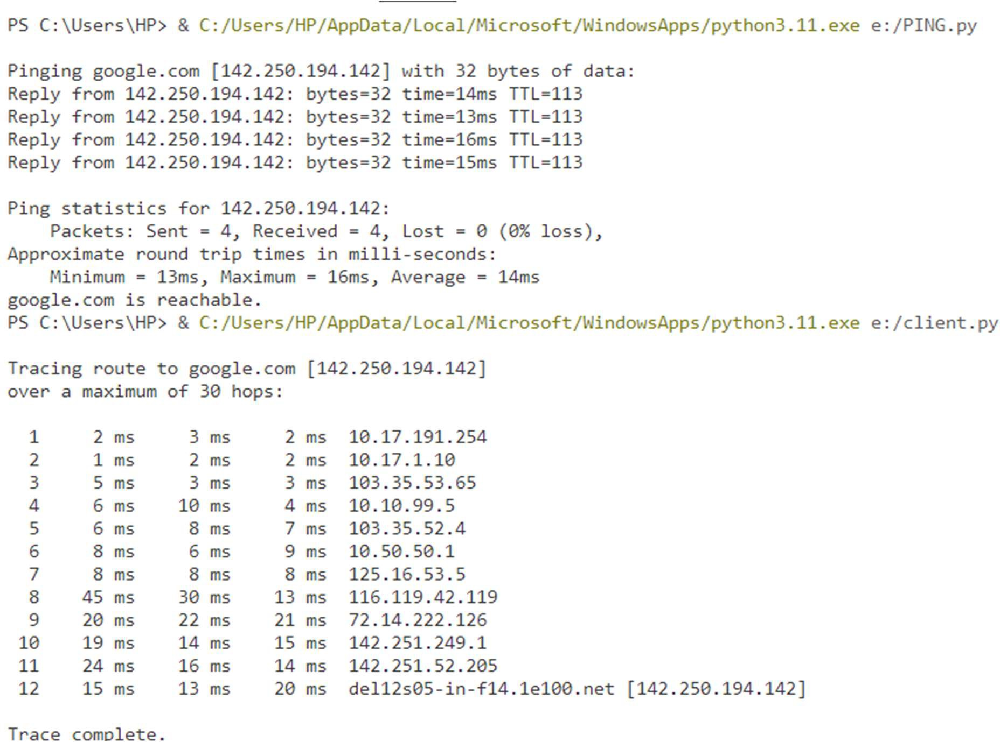 PS C:\Users\HP> & C:/Users/HP/AppData/Local/Microsoft/WindowsApps/python3.11.exe e:/PING.py
Pinging google.com [142.250.194.142] with 32 bytes of data:
Reply from 142.250.194.142: bytes=32 time=14ms TTL=113
Reply from 142.250.194.142: bytes=32 time=13ms TTL=113
Reply from 142.250.194.142: bytes=32 time=16ms TTL=113
Reply from 142.250.194.142: bytes=32 time=15ms TTL=113
Ping statistics for 142.250.194.142:
    Packets: Sent = 4, Received = 4, Lost = 0 (0% loss),
Approximate round trip times in milli-seconds:
    Minimum = 13ms, Maximum = 16ms, Average = 14ms
google.com is reachable.
PS C:\Users\HP> & C:/Users/HP/AppData/Local/Microsoft/WindowsApps/python3.11.exe e:/client.py
Tracing route to google.com [142.250.194.142]
over a maximum of 30 hops:
  1     2 ms     3 ms     2 ms  10.17.191.254
  2     1 ms     2 ms     2 ms  10.17.1.10
  3     5 ms     3 ms     3 ms  103.35.53.65
  4     6 ms    10 ms     4 ms  10.10.99.5
  5     6 ms     8 ms     7 ms  103.35.52.4
  6     8 ms     6 ms     9 ms  10.50.50.1
  7     8 ms     8 ms     8 ms  125.16.53.5
  8    45 ms    30 ms    13 ms  116.119.42.119
  9    20 ms    22 ms    21 ms  72.14.222.126
 10    19 ms    14 ms    15 ms  142.251.249.1
 11    24 ms    16 ms    14 ms  142.251.52.205
 12    15 ms    13 ms    20 ms  del12s05-in-f14.1e100.net [142.250.194.142]
Trace complete.